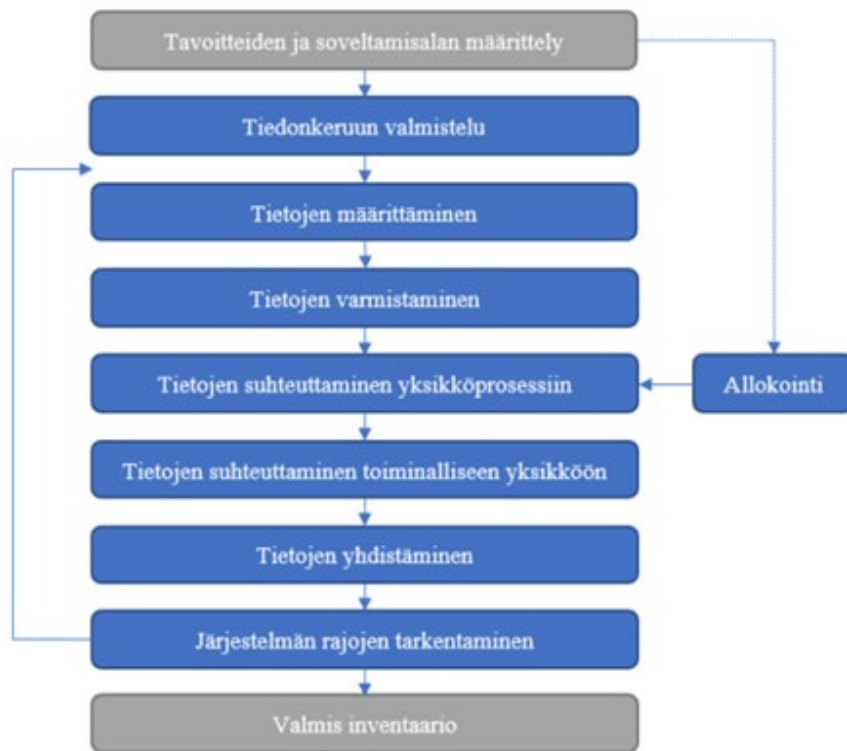 Tavoitteiden ja soveltamisalan määrittely
Tiedonkeruun valmistelu
Tietojen määrittäminen
Tietojen varmistaminen
Tietojen suhteuttaminen yksikköprosessiin
Allokointi
Tietojen suhteuttaminen toiminalliseen yksikköön
Tietojen yhdistäminen
Järjestelmän rajojen tarkentaminen
Valmis inventaario